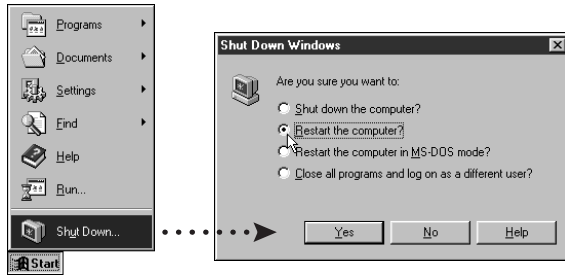 Programs
Documents
Settings
Find
Help
Run...
Shut Down...
Start
Shut Down Windows
Are you sure you want to:
Shut down the computer?
Restart the computer?
Restart the computer in MS-DOS mode?
Close all programs and log on as a different user?
Yes No Help